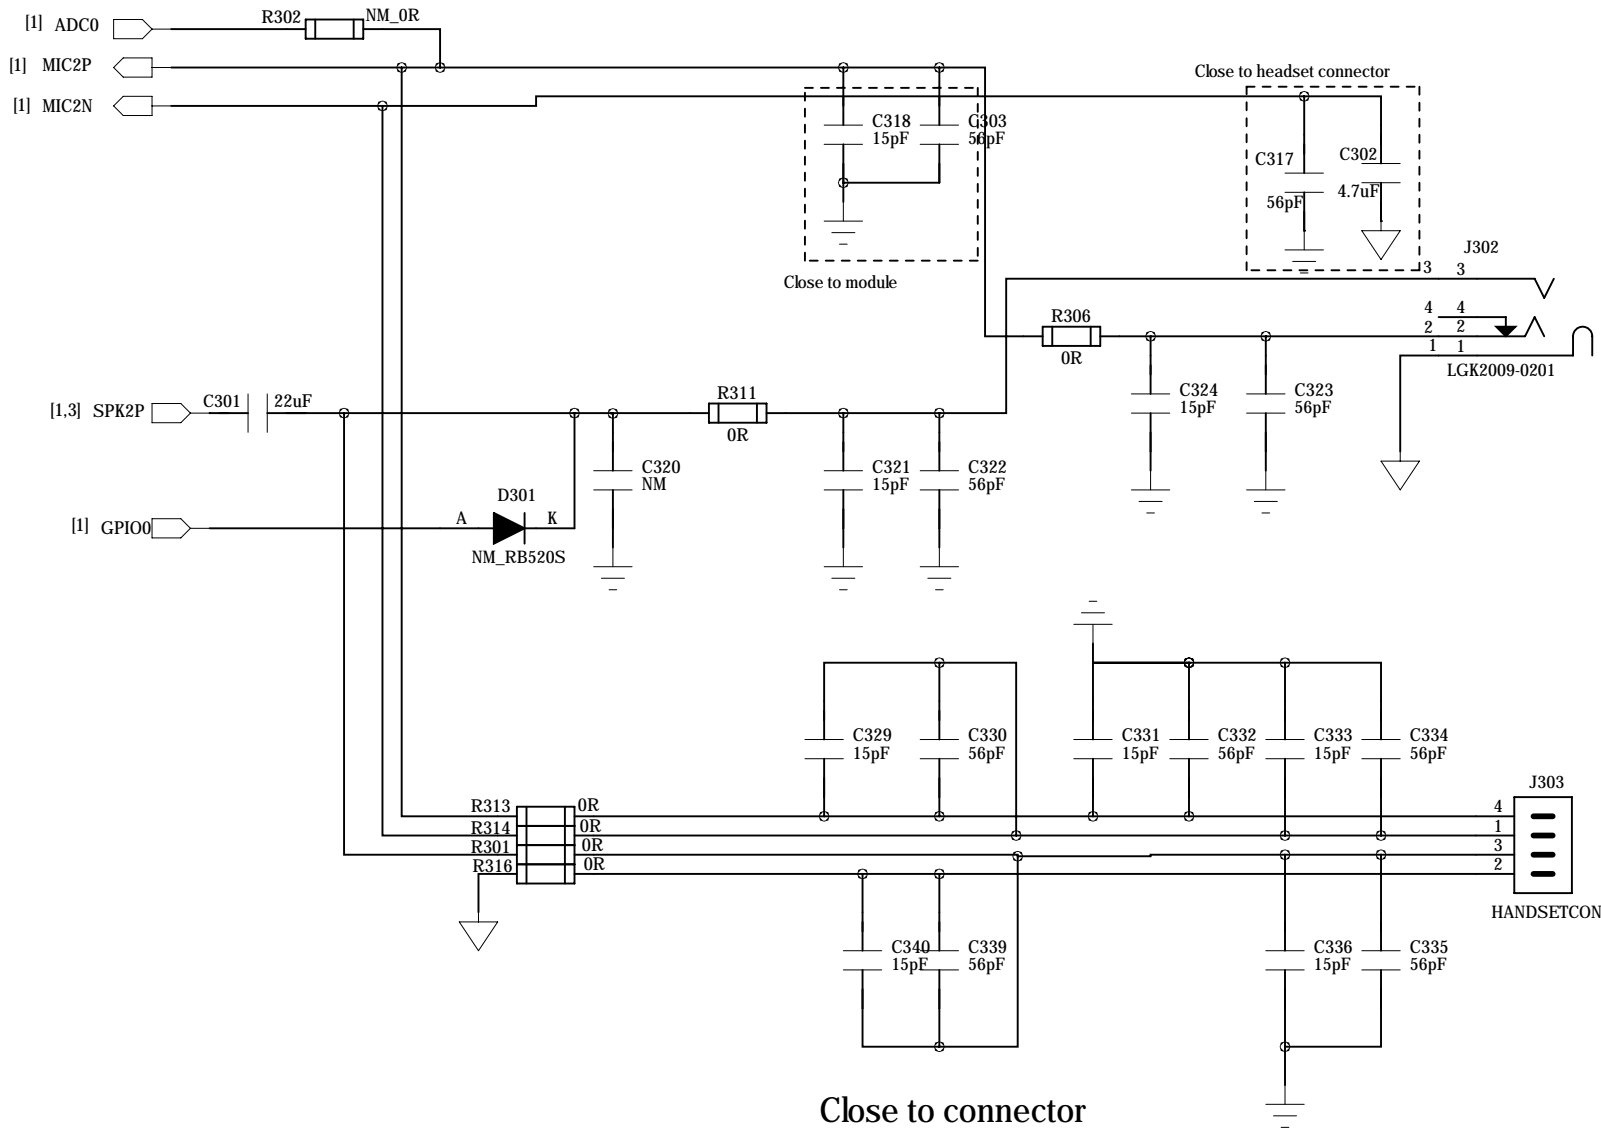 [1] ADC0
R302
NM_0R
[1] MIC2P
[1] MIC2N
Close to headset connector
C318
15pF
C303
56pF
C317
56pF
C302
4.7uF
Close to module
J302
3 3
4 4
2 2
1 1
LGK2009-0201
R306
0R
C324
15pF
C323
56pF
[1,3] SPK2P
C301
22uF
R311
0R
C320
NM
C321
15pF
C322
56pF
[1] GPIO0
D301
A K
NM_RB520S
C329
15pF
C330
56pF
C331
15pF
C332
56pF
C333
15pF
C334
56pF
J303
R313 0R
R314 0R
R301 0R
R316 0R
4
1
3
2
HANDSETCON
C340
15pF
C339
56pF
C336
15pF
C335
56pF
Close to connector